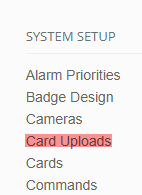 SYSTEM SETUP
Alarm Priorities
Badge Design
Cameras
Card Uploads
Cards
Commands